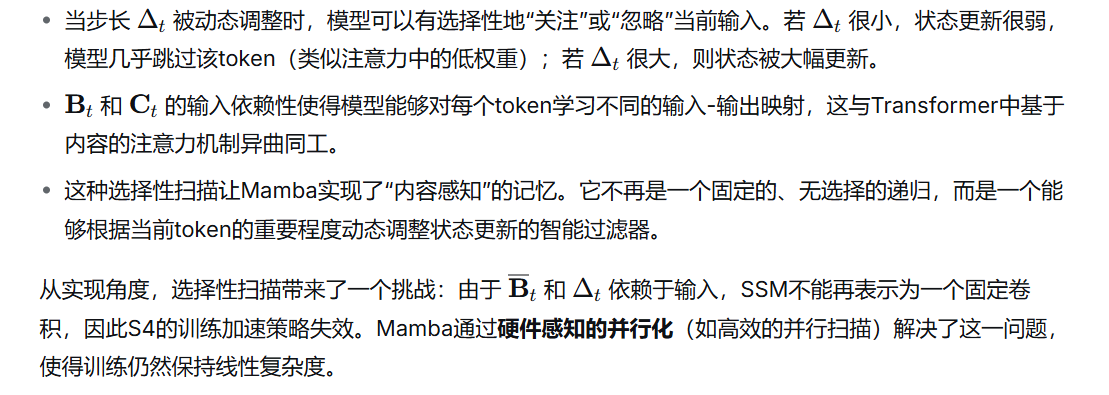 • 当步长 Δt 被动态调整时，模型可以有选择性地“关注”或“忽略”当前输入。若 Δt 很小，状态更新很弱，
模型几乎跳过该token（类似注意力中的低权重）；若 Δt 很大，则状态被大幅更新。
• Bt 和 Ct 的输入依赖性使得模型能够对每个token学习不同的输入-输出映射，这与Transformer中基于
内容的注意力机制异曲同工。
• 这种选择性扫描让Mamba实现了“内容感知”的记忆。它不再是一个固定的、无选择的递归，而是一个能
够根据当前token的重要程度动态调整状态更新的智能过滤器。
从实现角度，选择性扫描带来了一个挑战：由于 B̅t 和 Δt 依赖于输入，SSM不能再表示为一个固定卷
积，因此S4的训练加速策略失效。Mamba通过硬件感知的并行化（如高效的并行扫描）解决了这一问题，
使得训练仍然保持线性复杂度。